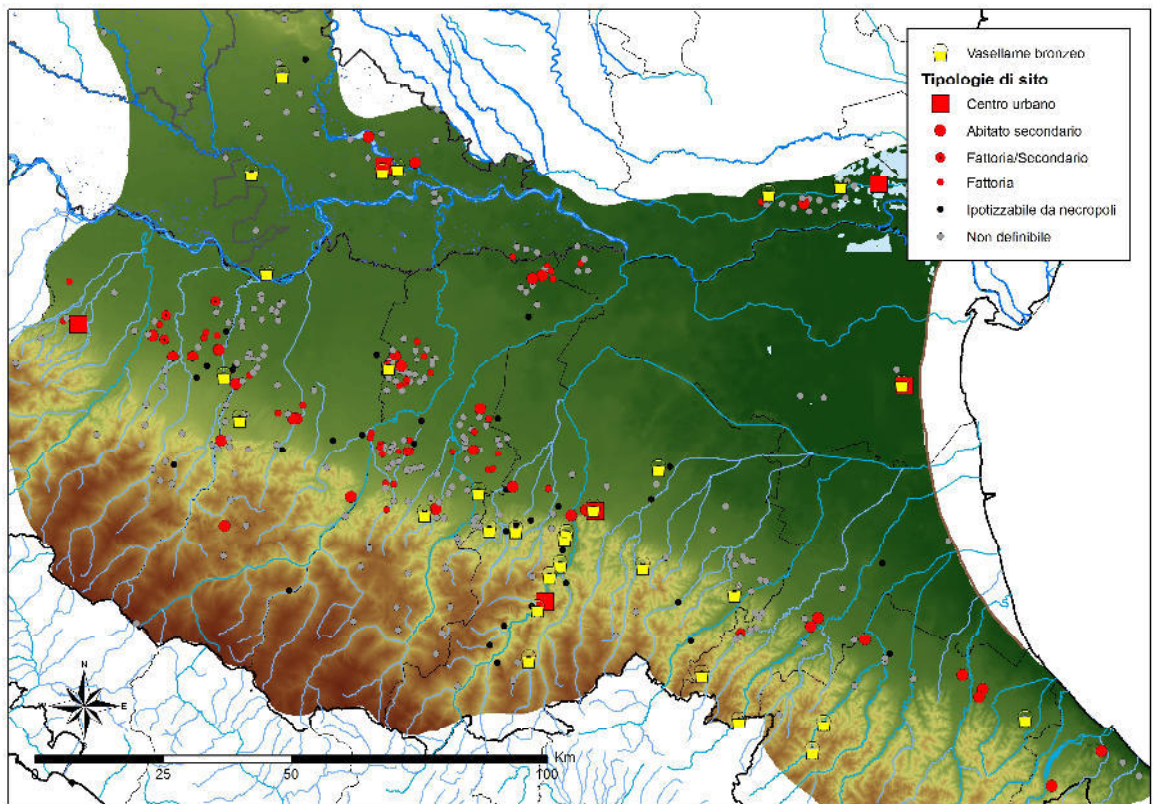 Vasellame bronzeo
Tipologie di sito
Centro urbano
Abitato secondario
Fattoria/Secondario
Fattoria
Ipotizzabile da necropoli
Non definibile
N
W
E
S
Km
0
25
50
100